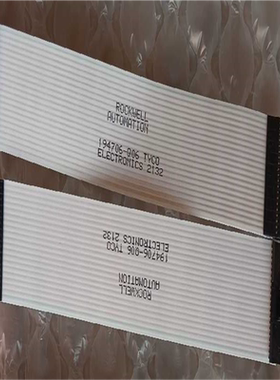 ROCKWELL
AUTOMATION
194706-006 TYCO
ELECTRONICS 2132
ROCKWELL
AUTOMATION
194706-006 TYCO
ELECTRONICS 2132